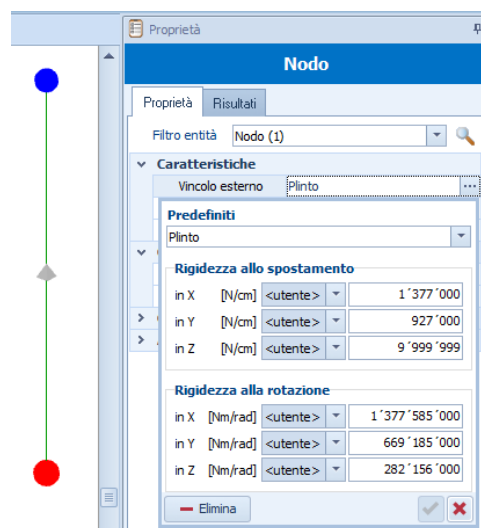 Proprietà
Nodo
Proprietà Risultati
Filtro entità Nodo (1)
Caratteristiche
Vincolo esterno Plinto ...
Predefiniti
Plinto
Rigidezza allo spostamento
in X [N/cm] <utente> 1´377´000
in Y [N/cm] <utente> 927´000
in Z [N/cm] <utente> 9´999´999
Rigidezza alla rotazione
in X [Nm/rad] <utente> 1´377´585´000
in Y [Nm/rad] <utente> 669´185´000
in Z [Nm/rad] <utente> 282´156´000
Elimina